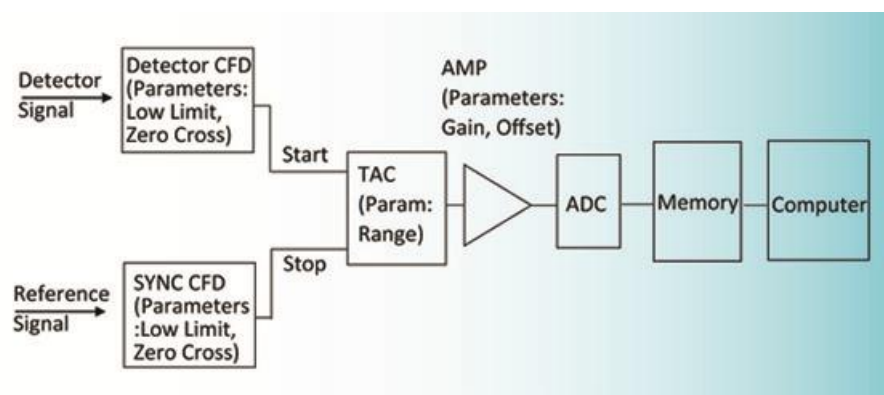 Detector
Signal
Detector CFD
(Parameters:
Low Limit,
Zero Cross)
Start
AMP
(Parameters:
Gain, Offset)
TAC
(Param:
Range)
ADC
Memory
Computer
Stop
Reference
Signal
SYNC CFD
(Parameters
:Low Limit,
Zero Cross)